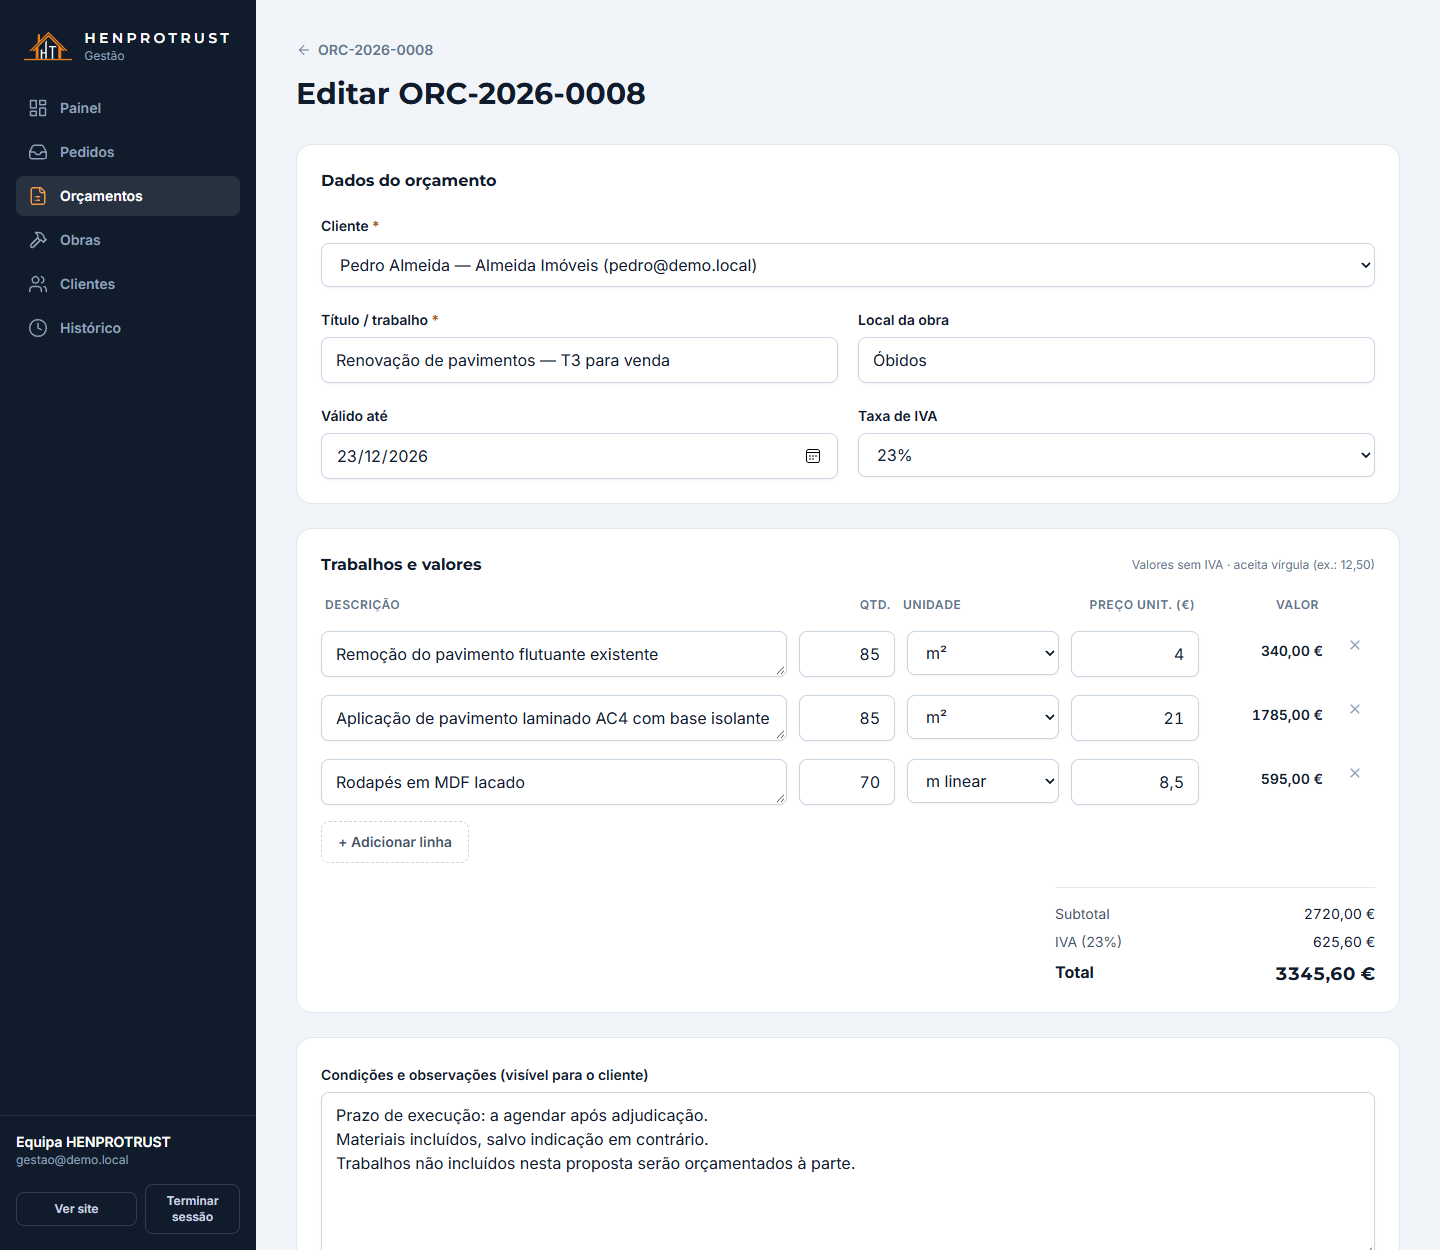 HENPROTRUST
Gestão
Painel
Pedidos
Orçamentos
Obras
Clientes
Histórico
Equipa HENPROTRUST
gestao@demo.local
Ver site
Terminar
sessão
← ORC-2026-0008
Editar ORC-2026-0008
Dados do orçamento
Cliente *
Pedro Almeida — Almeida Imóveis (pedro@demo.local)
Título / trabalho * Local da obra
Renovação de pavimentos — T3 para venda Óbidos
Válido até Taxa de IVA
23/12/2026 23%
Trabalhos e valores Valores sem IVA · aceita vírgula (ex.: 12,50)
DESCRIÇÃO QTD. UNIDADE PREÇO UNIT. (€) VALOR
Remoção do pavimento flutuante existente 85 m² 4 340,00 € ×
Aplicação de pavimento laminado AC4 com base isolante 85 m² 21 1785,00 € ×
Rodapés em MDF lacado 70 m linear 8,5 595,00 € ×
+ Adicionar linha
Subtotal 2720,00 €
IVA (23%) 625,60 €
Total 3345,60 €
Condições e observações (visível para o cliente)
Prazo de execução: a agendar após adjudicação.
Materiais incluídos, salvo indicação em contrário.
Trabalhos não incluídos nesta proposta serão orçamentados à parte.